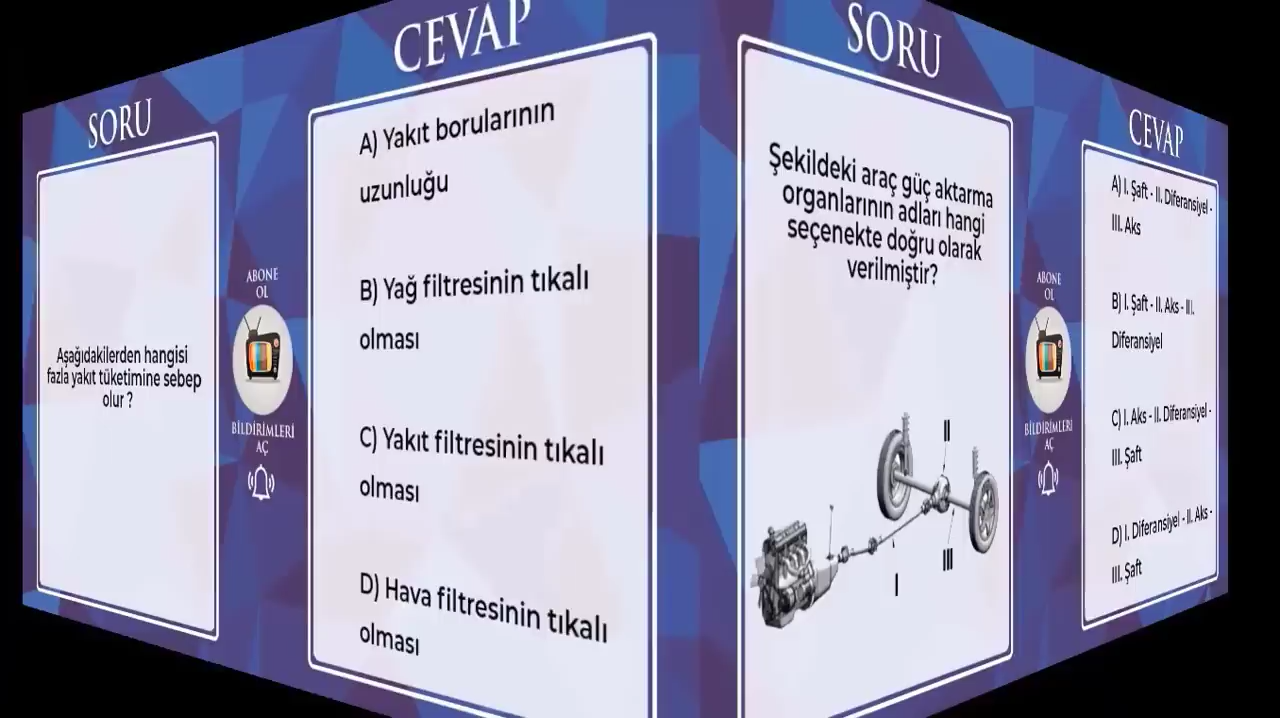 SORU
Aşağıdakilerden hangisi
fazla yakıt tüketimine sebep
olur ?
ABONE
OL
BİLDİRİMLERİ
AÇ
CEVAP
A) Yakıt borularının
uzunluğu
B) Yağ filtresinin tıkalı
olması
C) Yakıt filtresinin tıkalı
olması
D) Hava filtresinin tıkalı
olması
SORU
Şekildeki araç güç aktarma
organlarının adları hangi
seçenekte doğru olarak
verilmiştir?
II
III
I
ABONE
OL
BİLDİRİMLERİ
AÇ
CEVAP
A) I. Şaft - II. Diferansiyel -
III. Aks
B) I. Şaft - II. Aks - III.
Diferansiyel
C) I. Aks - II. Diferansiyel -
III. Şaft
D) I. Diferansiyel - II. Aks -
III. Şaft